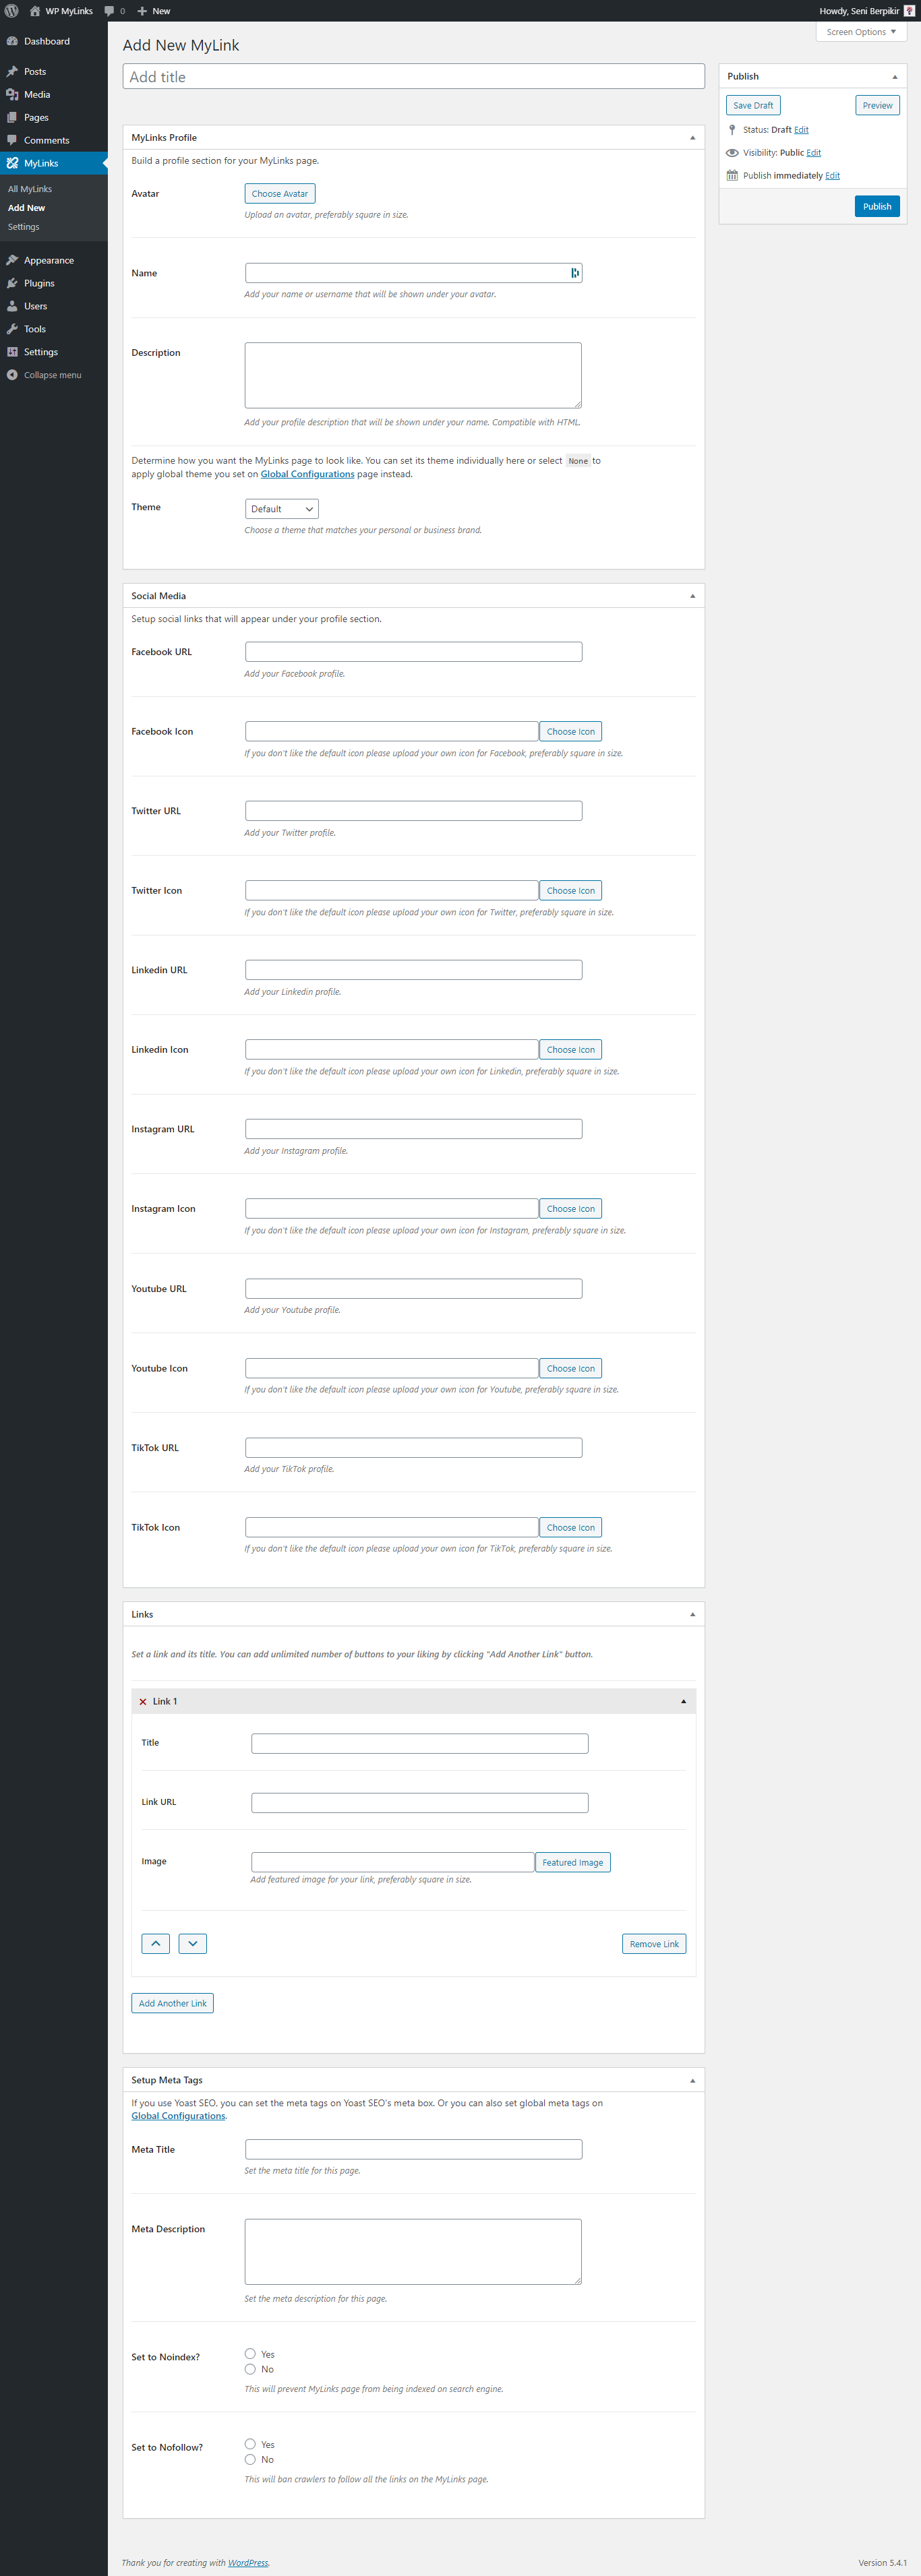 WP MyLinks
0
New
Howdy, Seni Berpikir
Screen Options
Dashboard
Posts
Media
Pages
Comments
MyLinks
All MyLinks
Add New
Settings
Appearance
Plugins
Users
Tools
Settings
Collapse menu
Add New MyLink
Add title
Publish
Save Draft
Preview
Status: Draft Edit
Visibility: Public Edit
Publish immediately Edit
Publish
MyLinks Profile
Build a profile section for your MyLinks page.
Avatar
Choose Avatar
Upload an avatar, preferably square in size.
Name
Add your name or username that will be shown under your avatar.
Description
Add your profile description that will be shown under your name. Compatible with HTML.
Determine how you want the MyLinks page to look like. You can set its theme individually here or select None to
apply global theme you set on Global Configurations page instead.
Theme
Default
Choose a theme that matches your personal or business brand.
Social Media
Setup social links that will appear under your profile section.
Facebook URL
Add your Facebook profile.
Facebook Icon
Choose Icon
If you don't like the default icon please upload your own icon for Facebook, preferably square in size.
Twitter URL
Add your Twitter profile.
Twitter Icon
Choose Icon
If you don't like the default icon please upload your own icon for Twitter, preferably square in size.
Linkedin URL
Add your Linkedin profile.
Linkedin Icon
Choose Icon
If you don't like the default icon please upload your own icon for Linkedin, preferably square in size.
Instagram URL
Add your Instagram profile.
Instagram Icon
Choose Icon
If you don't like the default icon please upload your own icon for Instagram, preferably square in size.
Youtube URL
Add your Youtube profile.
Youtube Icon
Choose Icon
If you don't like the default icon please upload your own icon for Youtube, preferably square in size.
TikTok URL
Add your TikTok profile.
TikTok Icon
Choose Icon
If you don't like the default icon please upload your own icon for TikTok, preferably square in size.
Links
Set a link and its title. You can add unlimited number of buttons to your liking by clicking "Add Another Link" button.
Link 1
Title
Link URL
Image
Featured Image
Add featured image for your link, preferably square in size.
Remove Link
Add Another Link
Setup Meta Tags
If you use Yoast SEO, you can set the meta tags on Yoast SEO's meta box. Or you can also set global meta tags on
Global Configurations.
Meta Title
Set the meta title for this page.
Meta Description
Set the meta description for this page.
Set to Noindex?
Yes
No
This will prevent MyLinks page from being indexed on search engine.
Set to Nofollow?
Yes
No
This will ban crawlers to follow all the links on the MyLinks page.
Thank you for creating with WordPress.
Version 5.4.1